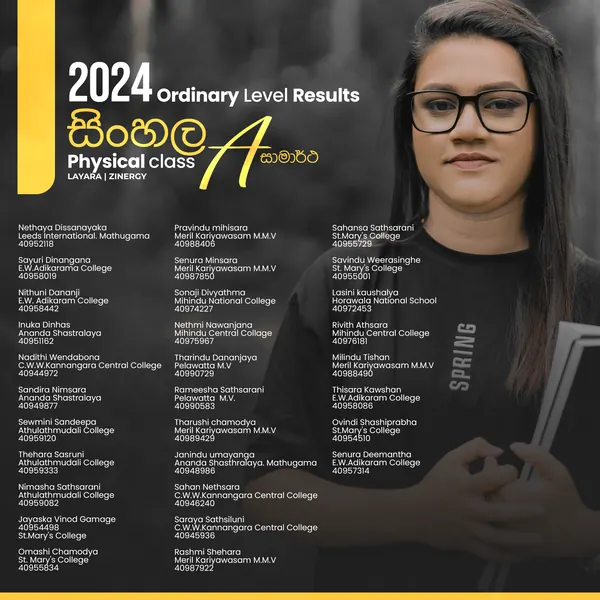 2024 Ordinary Level Results
සිංහල A සාමාර්ථ
Physical class
LAYARA | ZINERGY
Nethaya Dissanayaka
Leeds International. Mathugama
40952118
Sayuri Dinangana
E.W.Adikarama College
40958019
Nithuni Dananji
E.W. Adikaram College
40958442
Inuka Dinhas
Ananda Shastralaya
40951162
Nadithi Wendabona
C.W.W.Kannangara Central College
40944972
Sandira Nimsara
Ananda Shastralaya
40949877
Sewmini Sandeepa
Athulathmudali College
40959120
Thehara Sasruni
Athulathmudali College
40959333
Nimasha Sathsarani
Athulathmudali College
40959082
Jayaska Vinod Gamage
40954498
St.Mary's College
Omashi Chamodya
St. Mary's College
40955834
Pravindu mihisara
Meril Kariyawasam M.M.V
40988406
Senura Minsara
Meril Kariyawasam M.M.V
40987850
Sonaji Divyathma
Mihindu National College
40974227
Nethmi Nawanjana
Mihindu Central Collage
40975967
Tharindu Dananjaya
Pelawatta M.V
40990729
Rameesha Sathsarani
Pelawatta M.V.
40990583
Tharushi chamodya
Meril Kariyawasam M.M.V
40989429
Janindu umayanga
Ananda Shasthralaya. Mathugama
40948986
Sahan Nethsara
C.W.W.Kannangara Central College
40946240
Saraya Sathsiluni
C.W.W.Kannangara Central College
40945936
Rashmi Shehara
Meril Kariyawasam M.M.V
40987922
Sahansa Sathsarani
St.Mary's College
40955729
Savindu Weerasinghe
St. Mary's College
40955001
Lasini kaushalya
Horawala National School
40972453
Rivith Athsara
Mihindu Central College
40976181
Milindu Tishan
Meril Kariyawasam M.M.V
40988490
Thisara Kawshan
E.W.Adikaram College
40958086
Ovindi Shashiprabha
St.Mary's College
40954510
Senura Deemantha
E.W.Adikaram College
40957314
SPRING